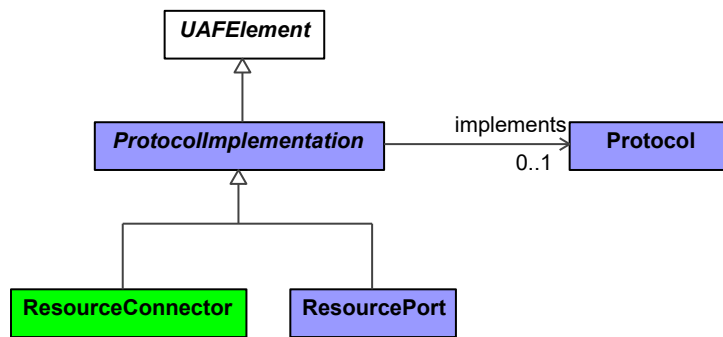 UAFElement
ProtocolImplementation
implements
0..1
Protocol
ResourceConnector
ResourcePort